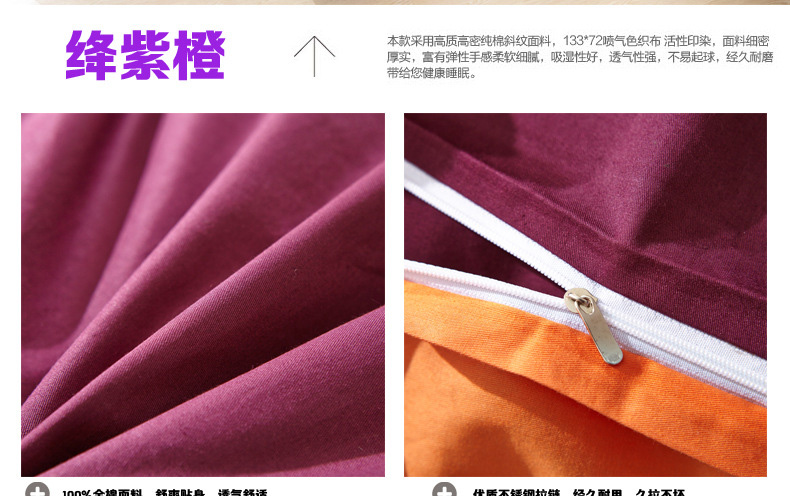 绛紫橙
本款采用高质高密纯棉斜纹面料，133*72喷气色织布 活性印染，面料细密
厚实，富有弹性手感柔软细腻，吸湿性好，透气性强，不易起球，经久耐磨
带给您健康睡眠。
100%全棉面料，舒爽贴身，透气舒适
优质不锈钢拉链，经久耐用，久拉不坏